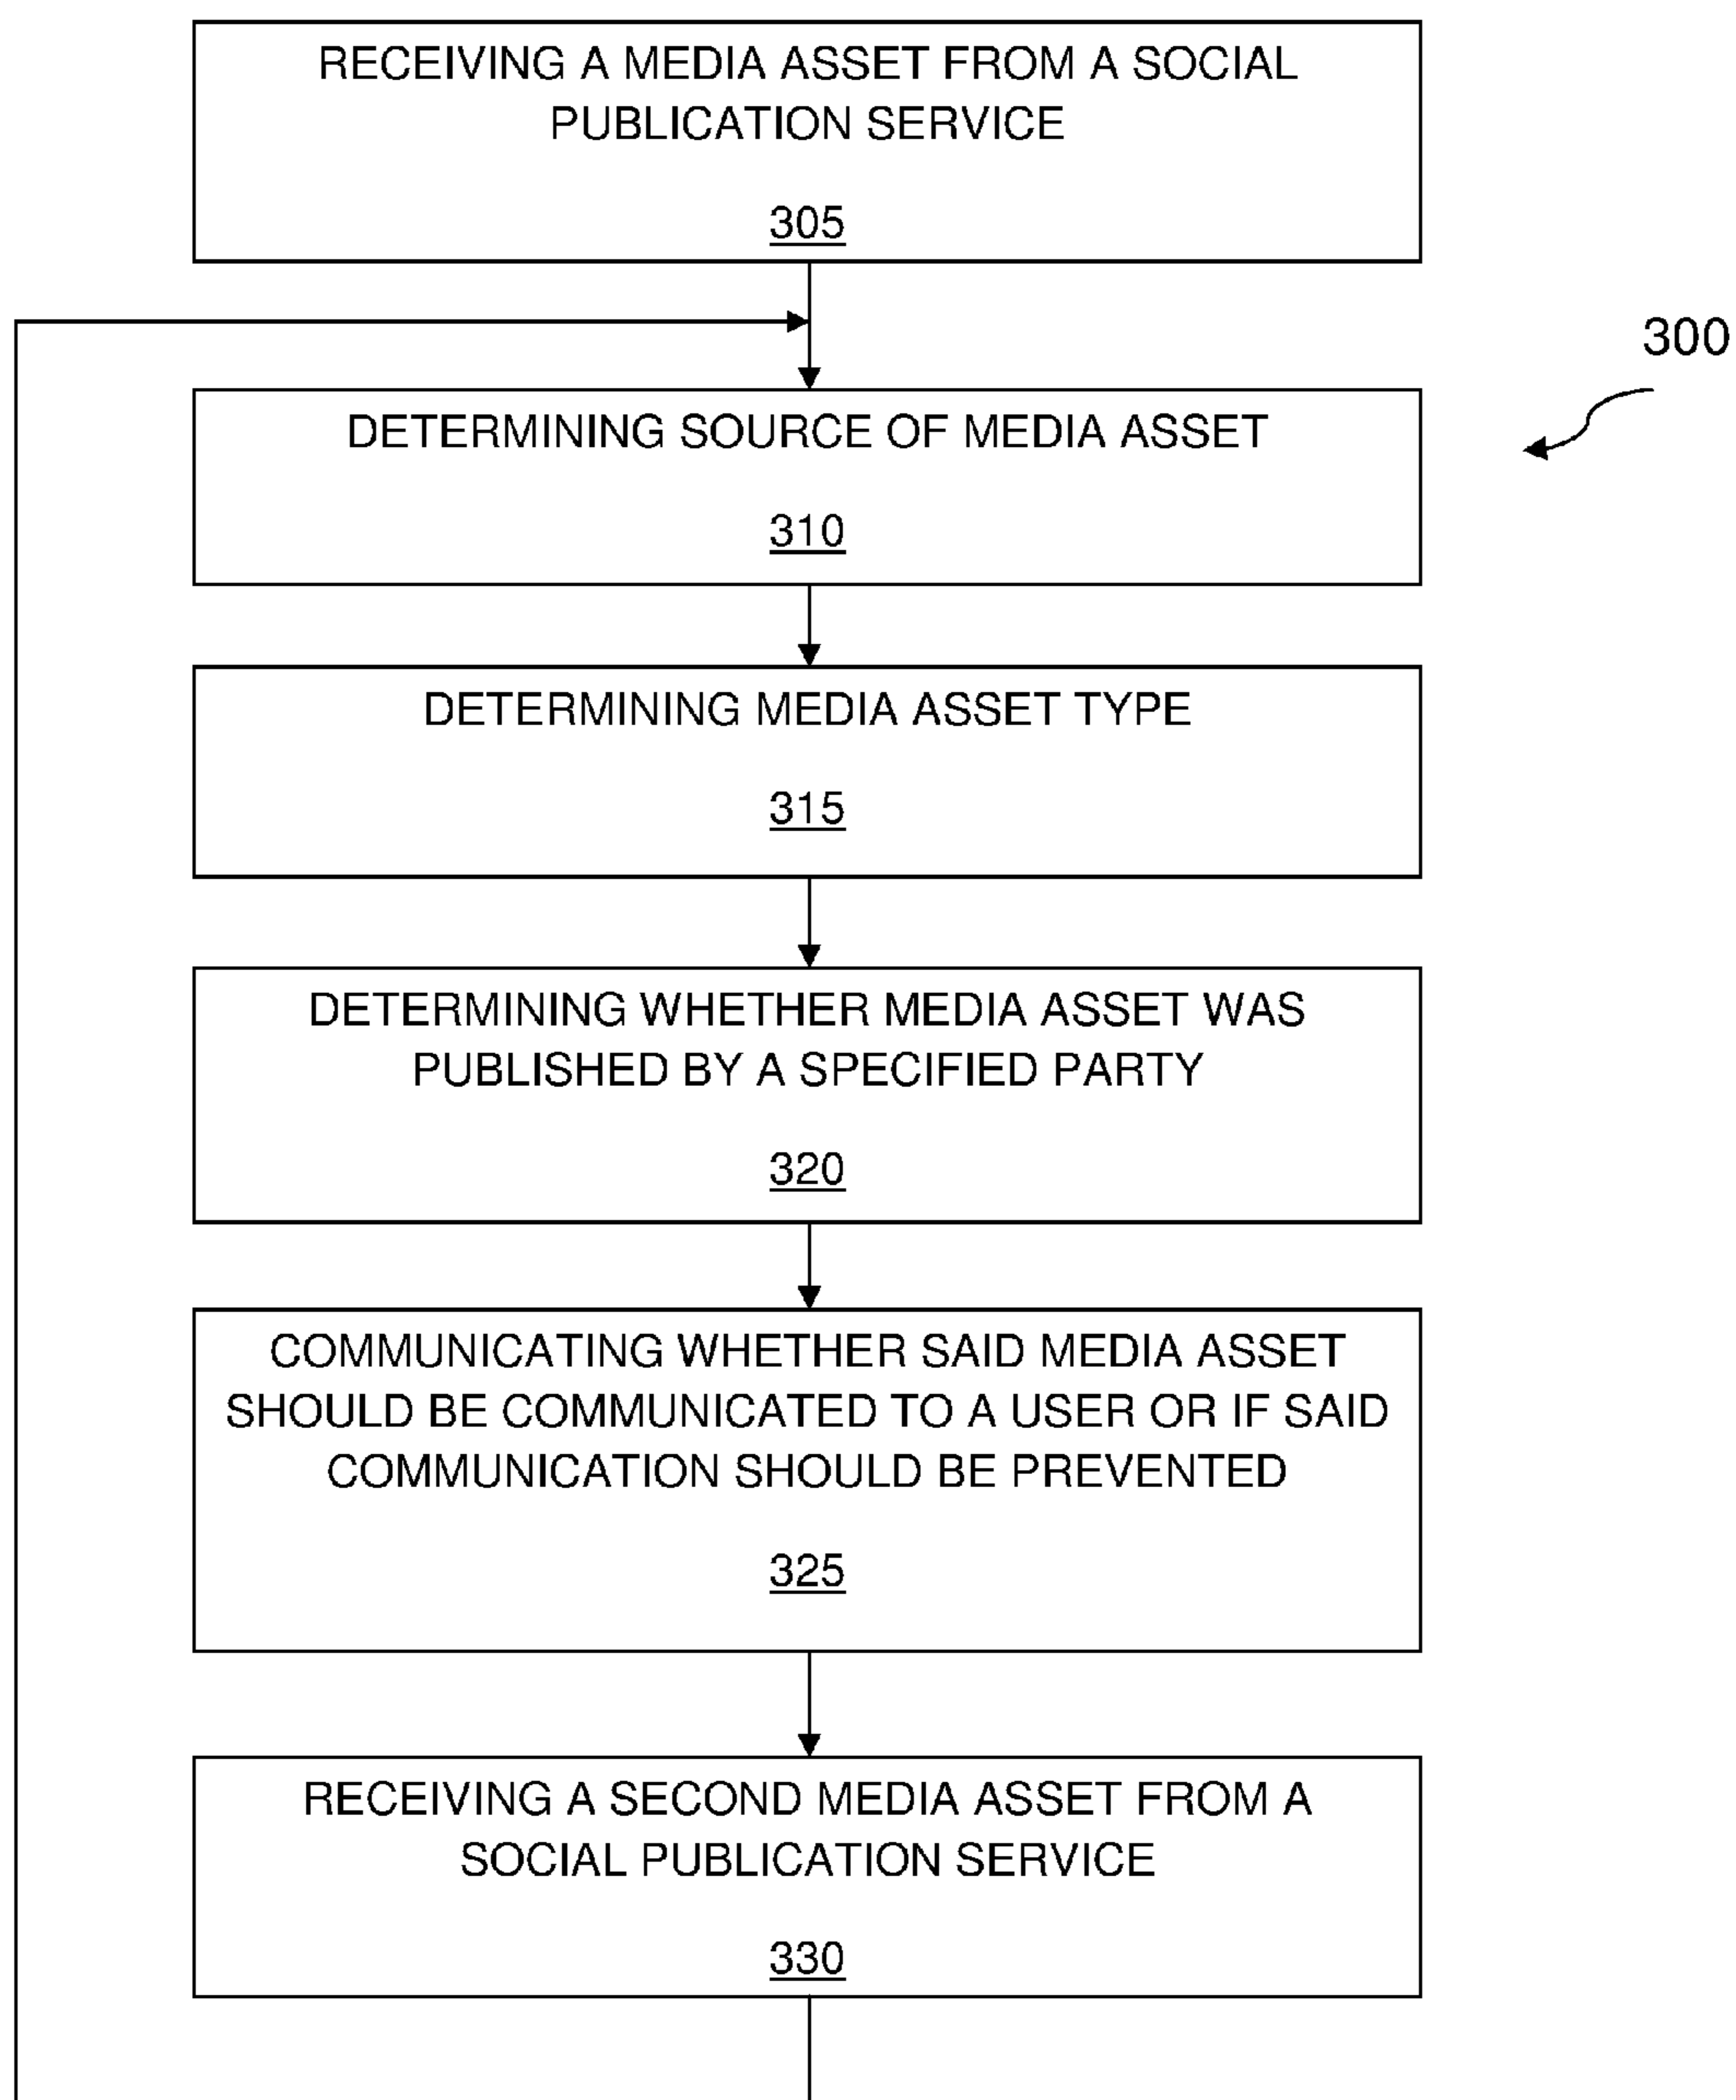 RECEIVING A MEDIA ASSET FROM A SOCIAL
PUBLICATION SERVICE
305
300
DETERMINING SOURCE OF MEDIA ASSET
310
DETERMINING MEDIA ASSET TYPE
315
DETERMINING WHETHER MEDIA ASSET WAS
PUBLISHED BY A SPECIFIED PARTY
320
COMMUNICATING WHETHER SAID MEDIA ASSET
SHOULD BE COMMUNICATED TO A USER OR IF SAID
COMMUNICATION SHOULD BE PREVENTED
325
RECEIVING A SECOND MEDIA ASSET FROM A
SOCIAL PUBLICATION SERVICE
330